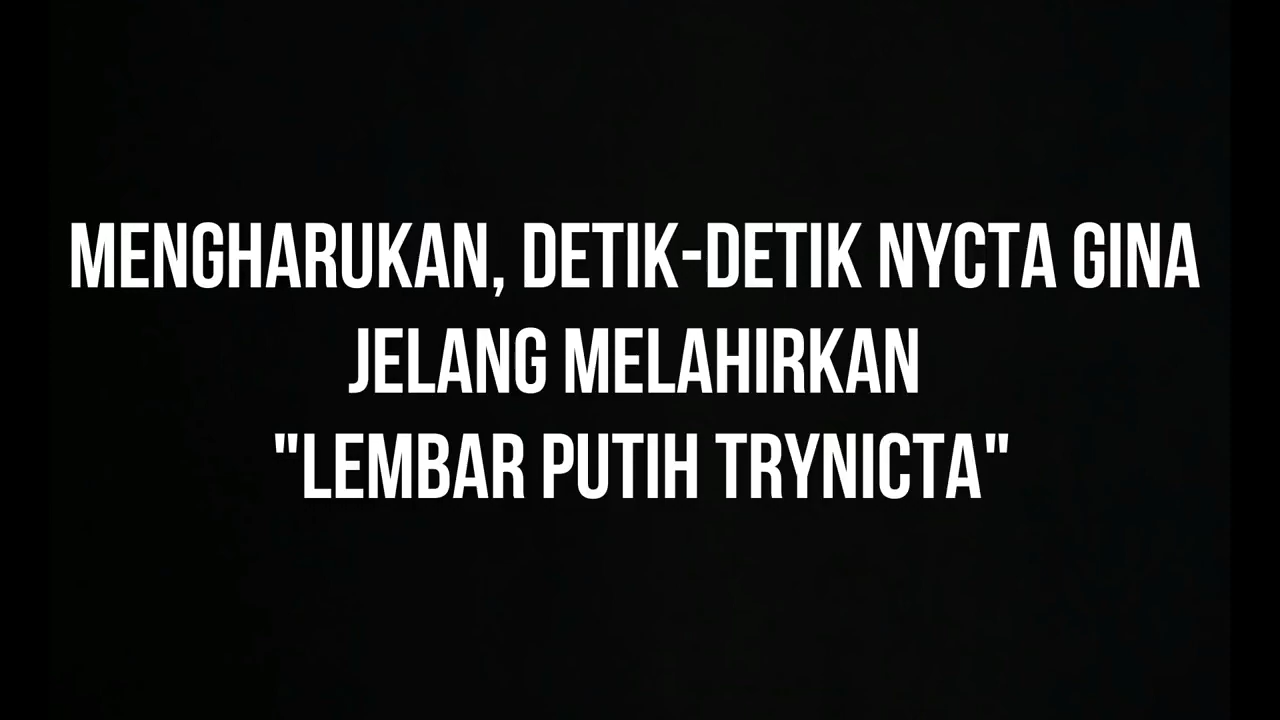 MENGHARUKAN, DETIK-DETIK NYCTA GINA
JELANG MELAHIRKAN
"LEMBAR PUTIH TRYNICTA"